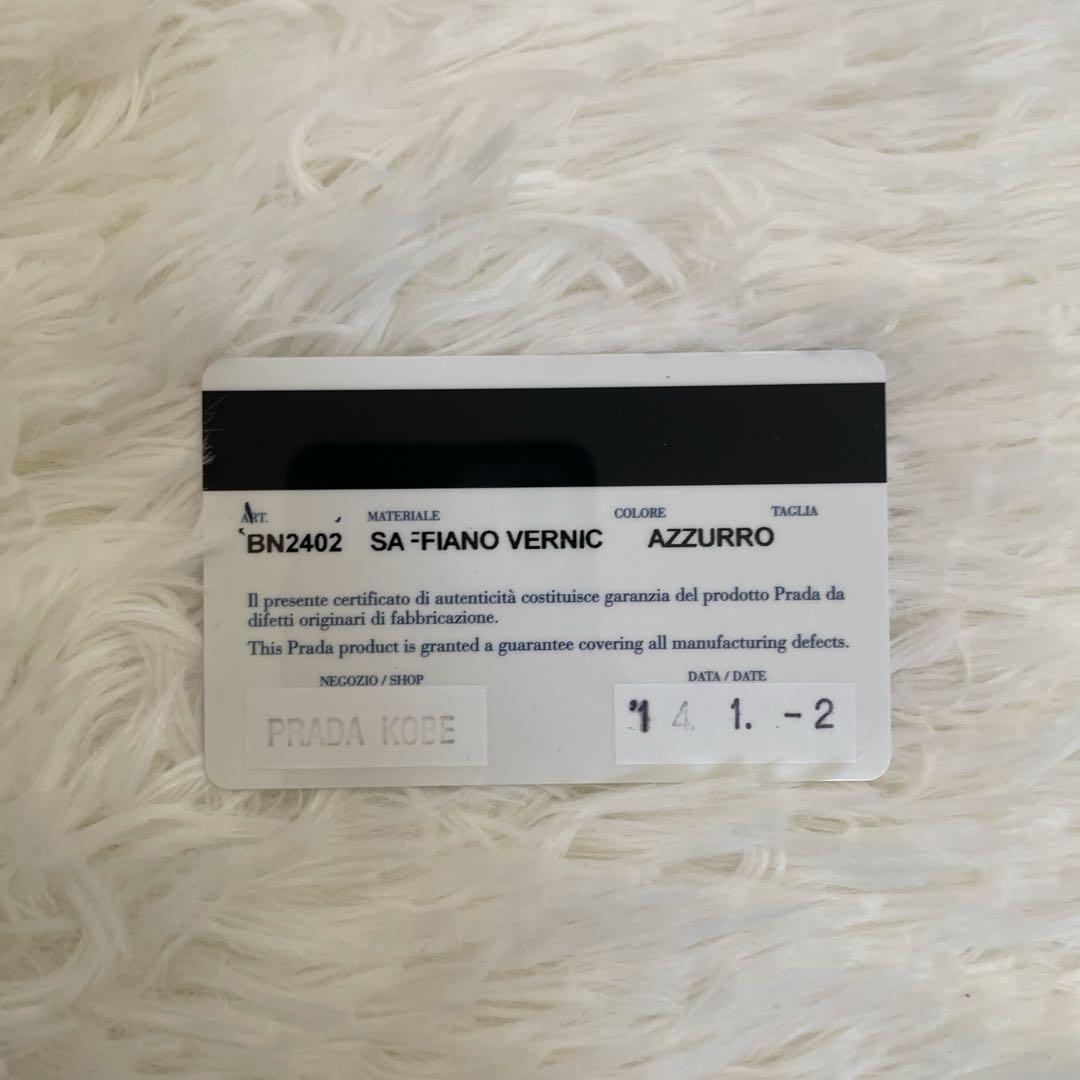 ART. MATERIALE COLORE TAGLIA
BN2402 SAFFIANO VERNIC AZZURRO
Il presente certificato di autenticità costituisce garanzia del prodotto Prada da
difetti originari di fabbricazione.
This Prada product is granted a guarantee covering all manufacturing defects.
NEGOZIO / SHOP DATA / DATE
PRADA KOBE '14. 1. -2